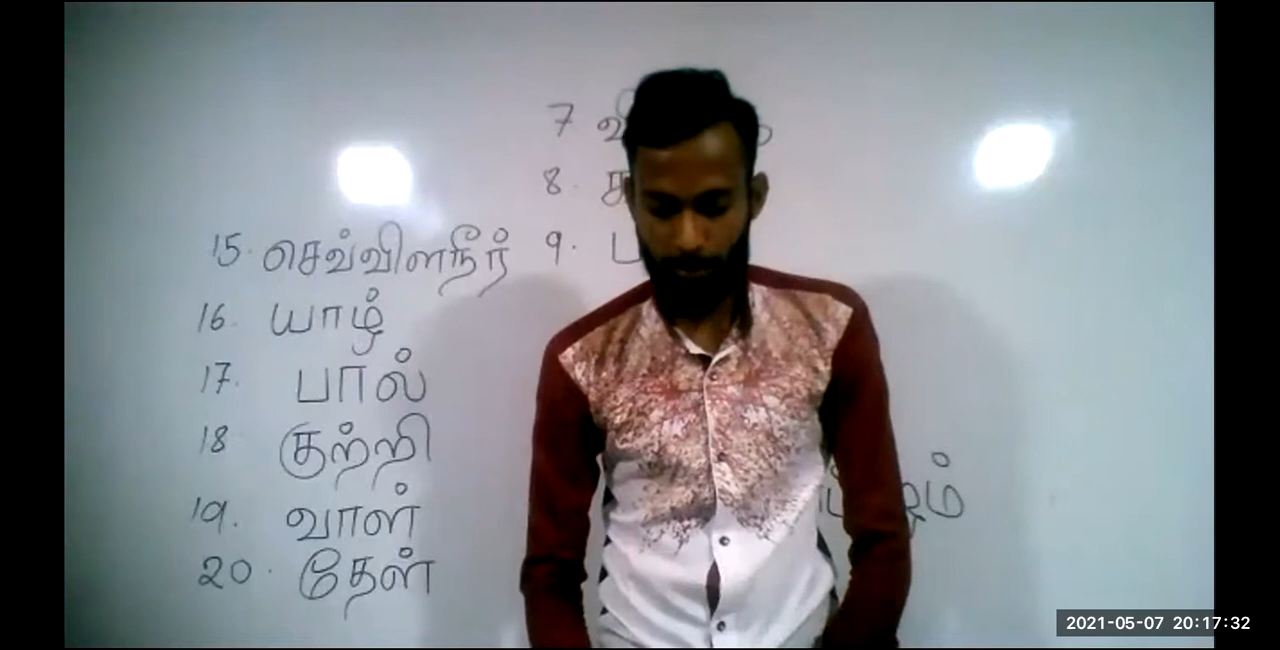 7
8.
15. செவ்விளநீர்
9.
16. யாழ்
17. பால்
18 குற்றி
19. வாள்
20. தேள்
2021-05-07 20:17:32